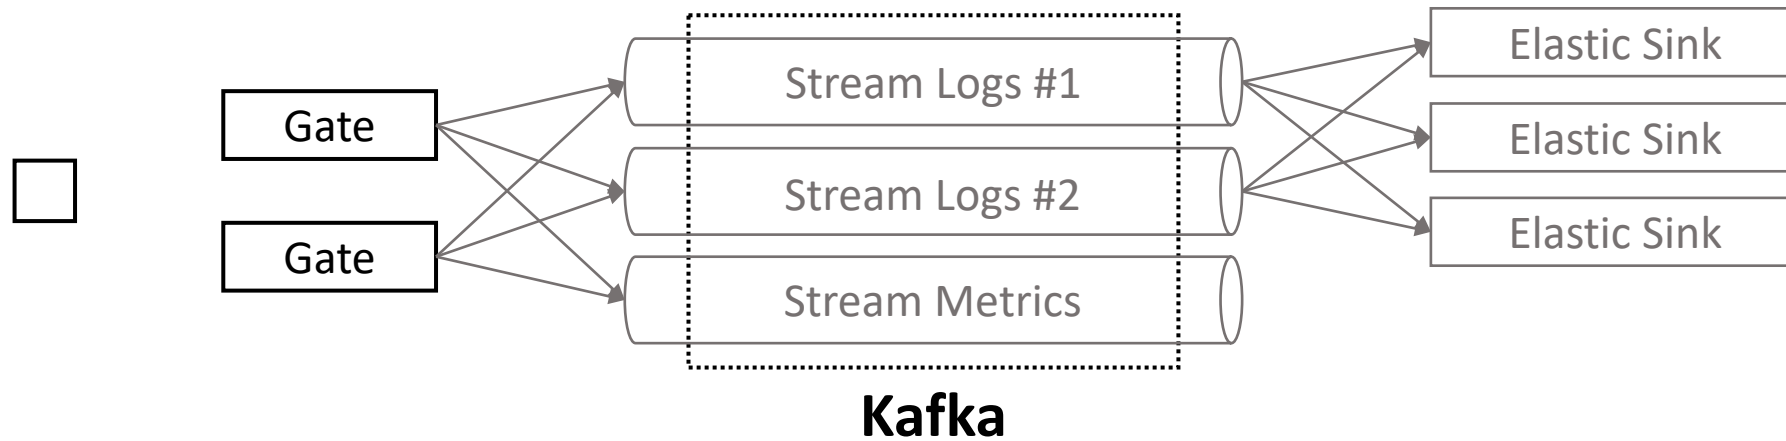 Gate
Gate
Stream Logs #1
Stream Logs #2
Stream Metrics
Kafka
Elastic Sink
Elastic Sink
Elastic Sink